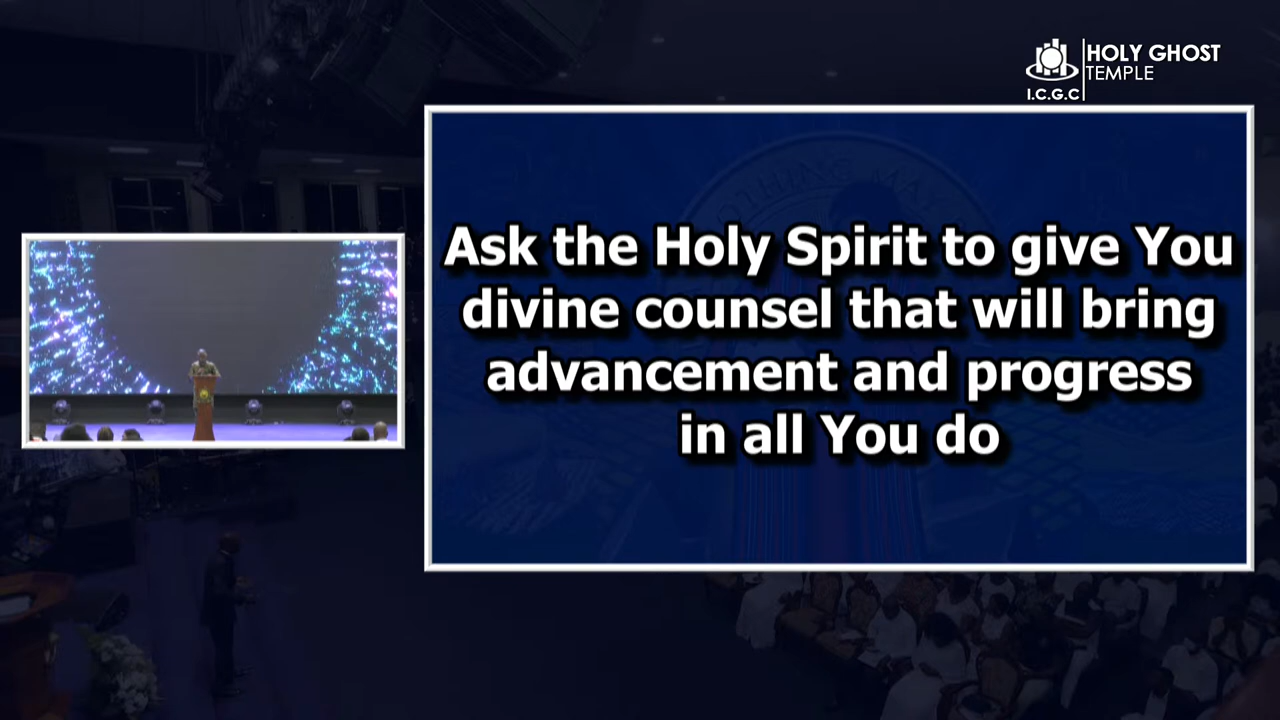 HOLY GHOST
TEMPLE
I.C.G.C
Ask the Holy Spirit to give You
divine counsel that will bring
advancement and progress
in all You do